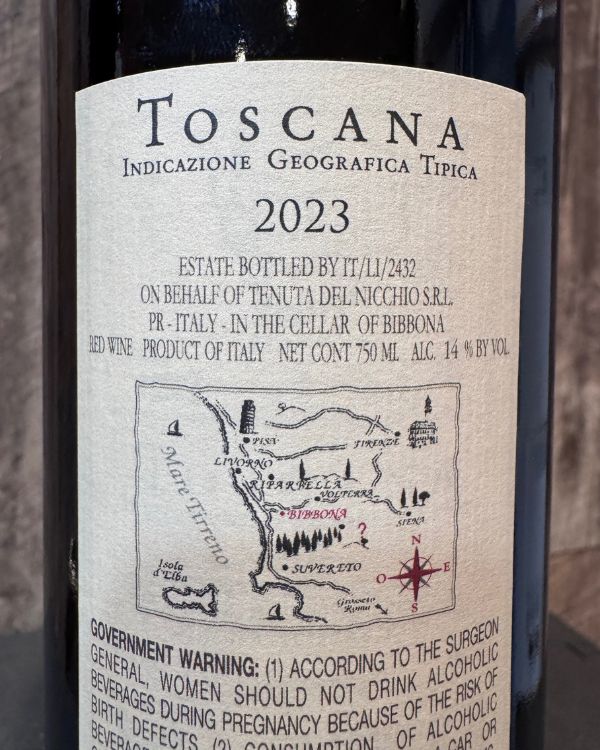 TOSCANA
INDICAZIONE GEOGRAFICA TIPICA
2023
ESTATE BOTTLED BY IT/LI/2432
ON BEHALF OF TENUTA DEL NICCHIO S.R.L.
PR - ITALY - IN THE CELLAR OF BIBBONA
RED WINE PRODUCT OF ITALY NET CONT 750 ML ALC. 14 % BY VOL.
PISA
FIRENZE
LIVORNO
RIPARBELLA
VOLTERRA
Mare Tirreno
BIBBONA
SIENA
?
N
SUVERETO
O E
Isola
d'Elba
S
Grosseto
Roma
GOVERNMENT WARNING: (1) ACCORDING TO THE SURGEON
GENERAL, WOMEN SHOULD NOT DRINK ALCOHOLIC
BEVERAGES DURING PREGNANCY BECAUSE OF THE RISK OF
BIRTH DEFECTS. (2) CONSUMPTION OF ALCOHOLIC
CAR OR